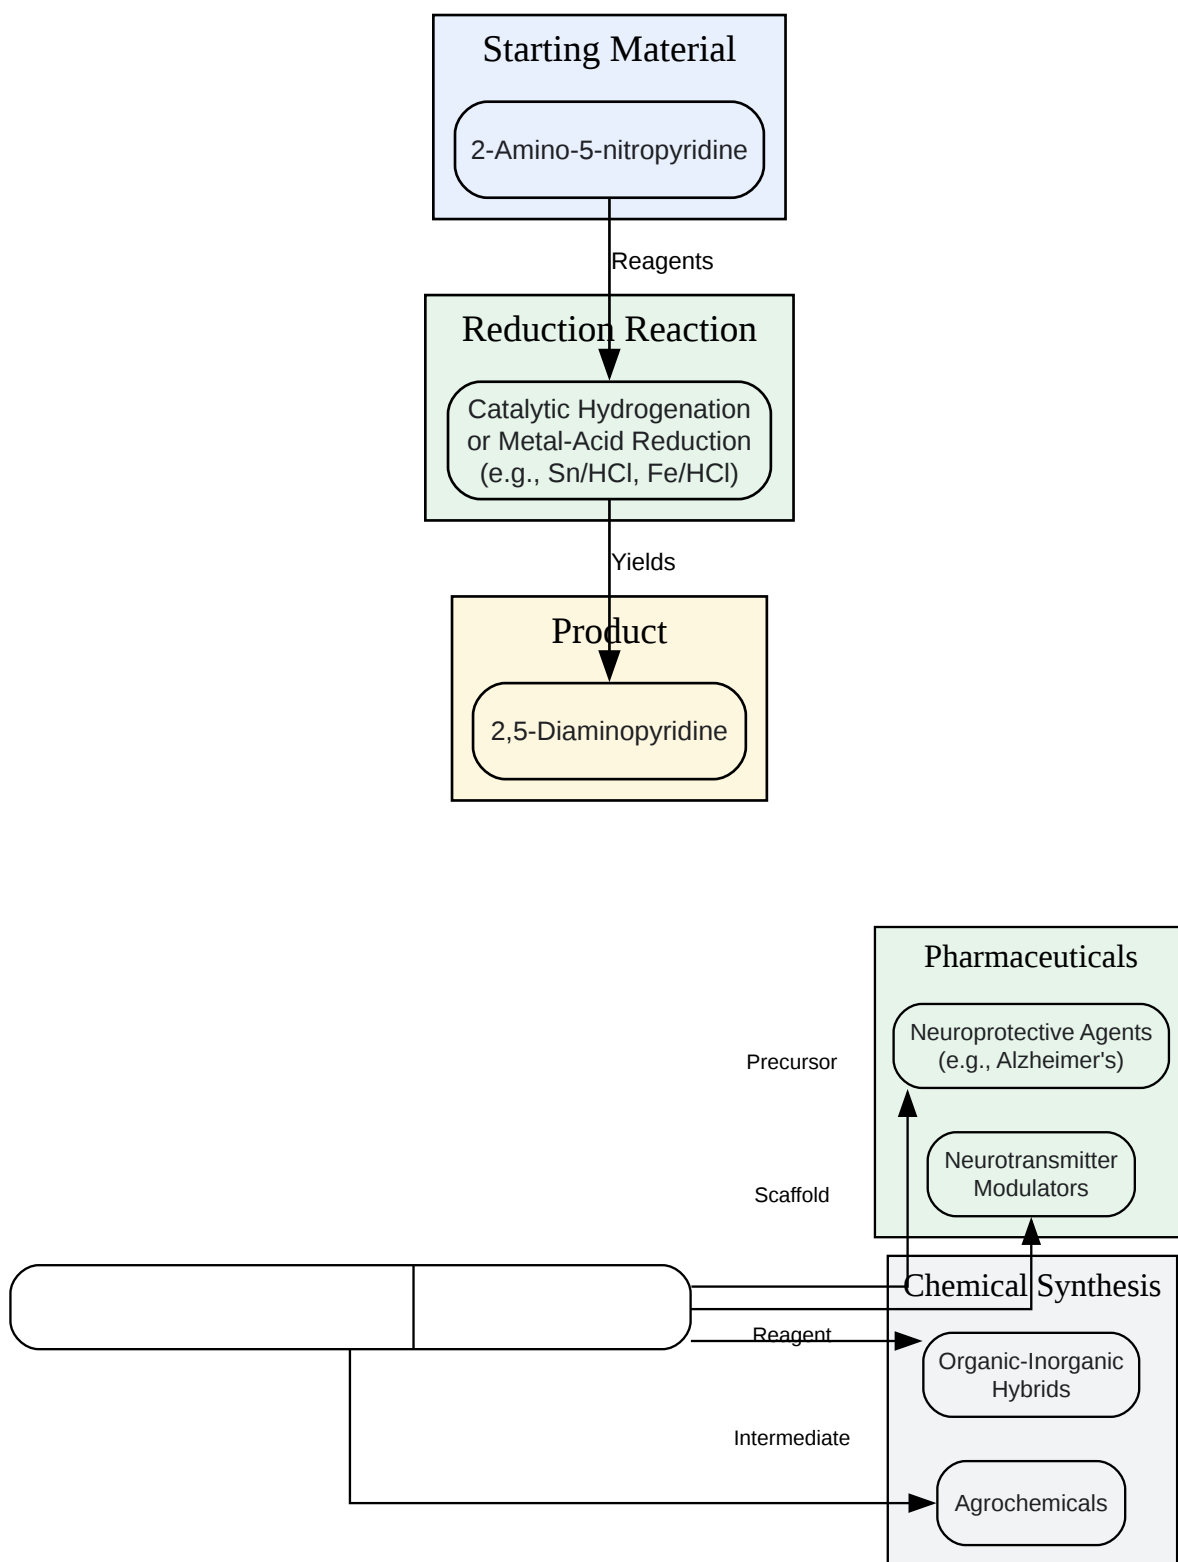 Starting Material
2-Amino-5-nitropyridine
Reagents
Reduction Reaction
Catalytic Hydrogenation
or Metal-Acid Reduction
(e.g., Sn/HCl, Fe/HCl)
Yields
Product
2,5-Diaminopyridine
Pharmaceuticals
Neuroprotective Agents
(e.g., Alzheimer's)
Precursor
Neurotransmitter
Modulators
Scaffold
Chemical Synthesis
Reagent
Organic-Inorganic
Hybrids
Intermediate
Agrochemicals